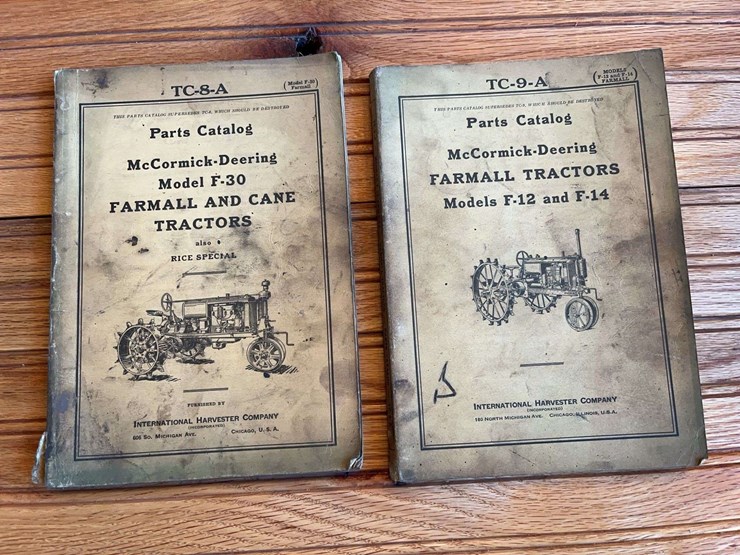 TC-8-A
(Model F-30
Farmall)
THIS PARTS CATALOG SUPERSEDES TC-8, WHICH SHOULD BE DESTROYED
Parts Catalog
McCormick-Deering
Model F-30
FARMALL AND CANE
TRACTORS
also
RICE SPECIAL
FURNISHED BY
INTERNATIONAL HARVESTER COMPANY
(INCORPORATED)
606 SO. MICHIGAN AVE. CHICAGO, U. S. A.
TC-9-A
(MODELS
F-12 and F-14
FARMALL)
THIS PARTS CATALOG SUPERSEDES TC-9, WHICH SHOULD BE DESTROYED
Parts Catalog
McCormick-Deering
FARMALL TRACTORS
Models F-12 and F-14
INTERNATIONAL HARVESTER COMPANY
(INCORPORATED)
180 NORTH MICHIGAN AVE. CHICAGO, ILLINOIS, U.S.A.